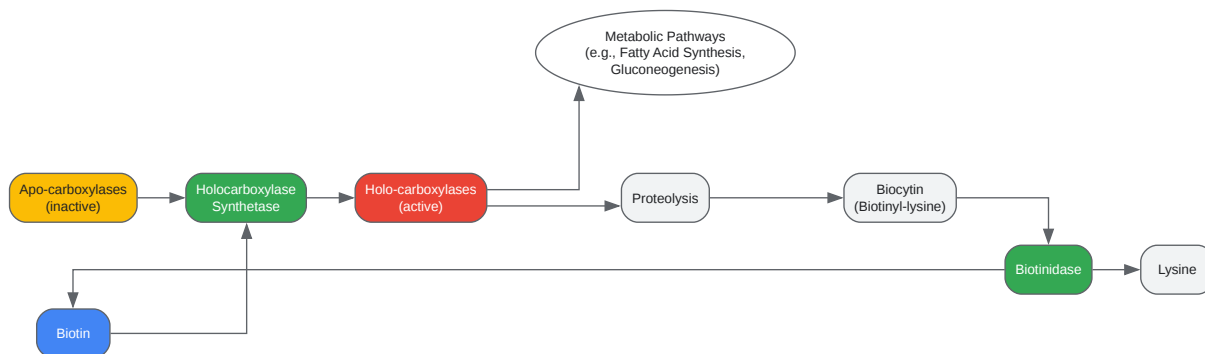 Metabolic Pathways
(e.g., Fatty Acid Synthesis,
Gluconeogenesis)
Apo-carboxylases
(inactive)
Holocarboxylase
Synthetase
Holo-carboxylases
(active)
Proteolysis
Biocytin
(Biotinyl-lysine)
Biotinidase
Lysine
Biotin